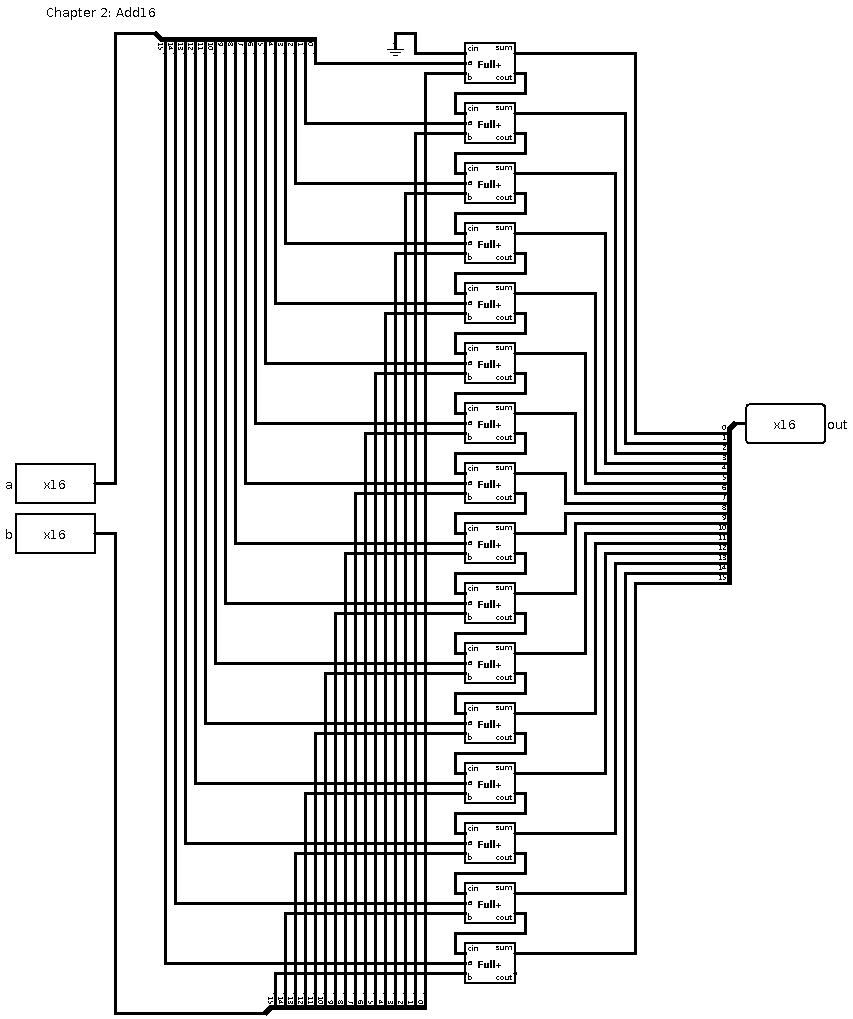 Chapter 2: Add16
15 14 13 12 11 10 9 8 7 6 5 4 3 2 1 0
cin sum
a Full+
b cout
cin sum
a Full+
b cout
cin sum
a Full+
b cout
cin sum
a Full+
b cout
cin sum
a Full+
b cout
cin sum
a Full+
b cout
cin sum
a Full+
b cout
cin sum
a Full+
b cout
cin sum
a Full+
b cout
cin sum
a Full+
b cout
cin sum
a Full+
b cout
cin sum
a Full+
b cout
cin sum
a Full+
b cout
cin sum
a Full+
b cout
cin sum
a Full+
b cout
cin sum
a Full+
b cout
a x16
b x16
0
1
2
3
4
5
6
7
8
9
10
11
12
13
14
15
x16 out
15 14 13 12 11 10 9 8 7 6 5 4 3 2 1 0